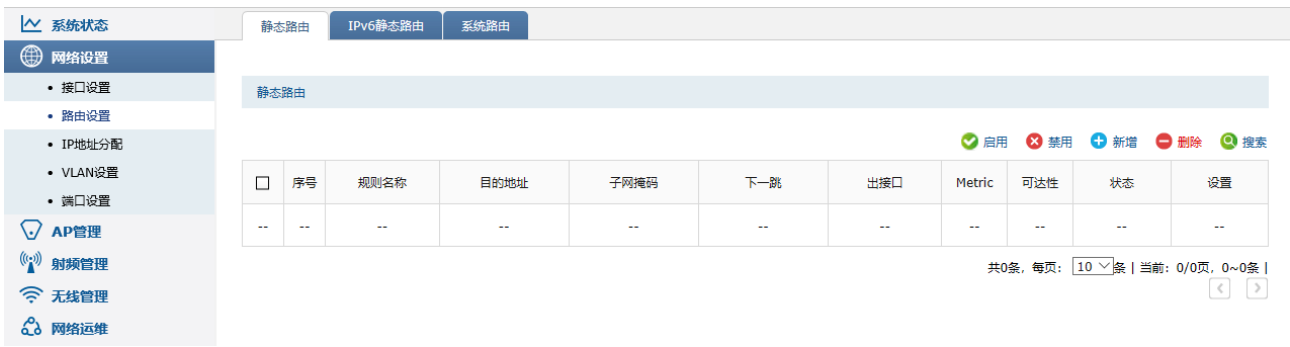 系统状态
网络设置
接口设置
路由设置
IP地址分配
VLAN设置
端口设置
AP管理
射频管理
无线管理
网络运维
静态路由 IPv6静态路由 系统路由
静态路由
启用 禁用 新增 删除 搜索
序号 规则名称 目的地址 子网掩码 下一跳 出接口 Metric 可达性 状态 设置
-- -- -- -- -- -- -- -- -- -- --
共0条, 每页: 10 条 | 当前: 0/0页, 0~0条 |